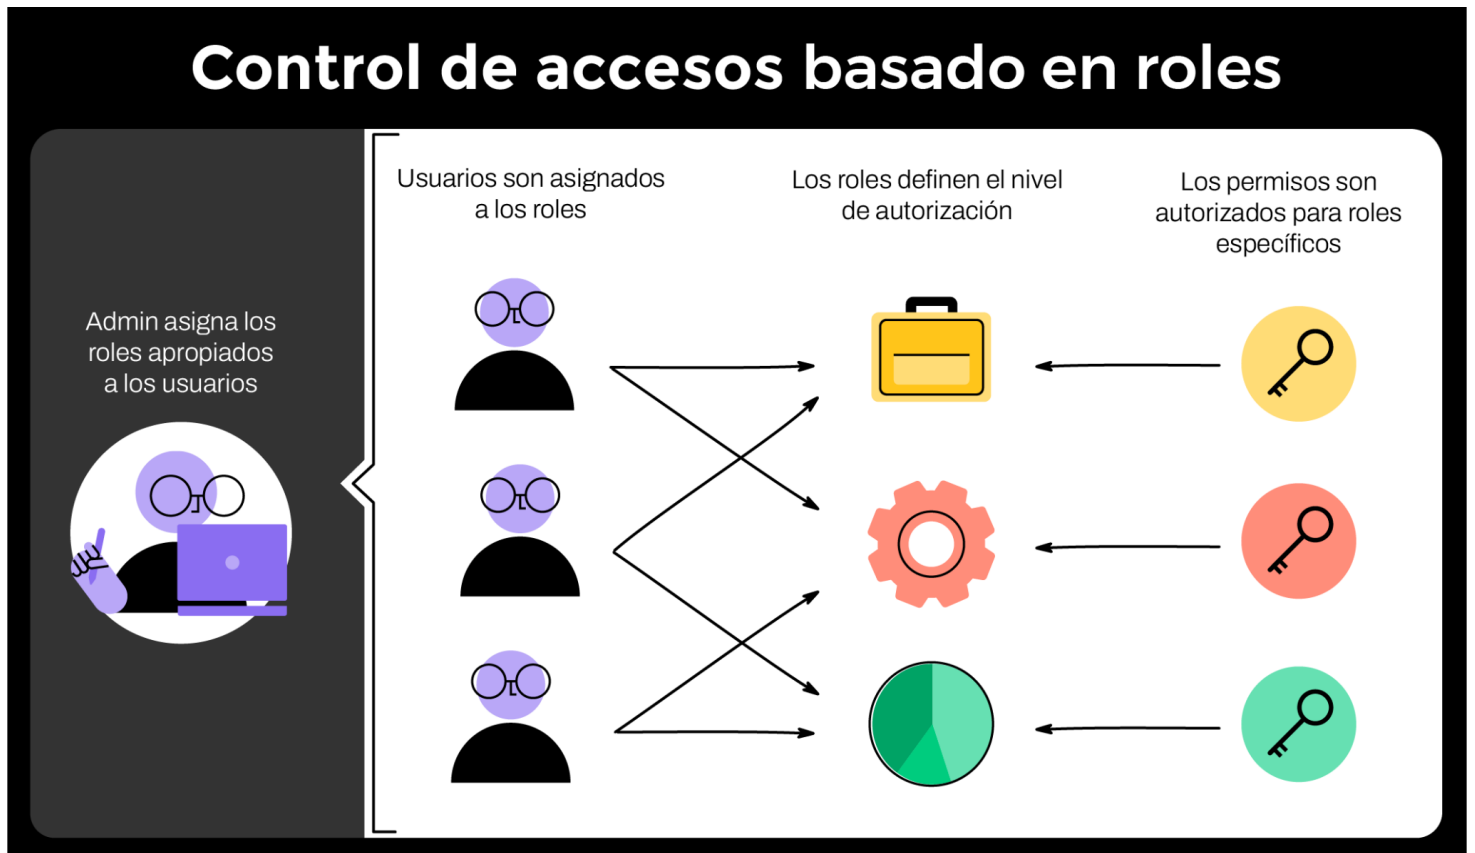 Control de accesos basado en roles
Admin asigna los
roles apropiados
a los usuarios
Usuarios son asignados
a los roles
Los roles definen el nivel
de autorización
Los permisos son
autorizados para roles
específicos